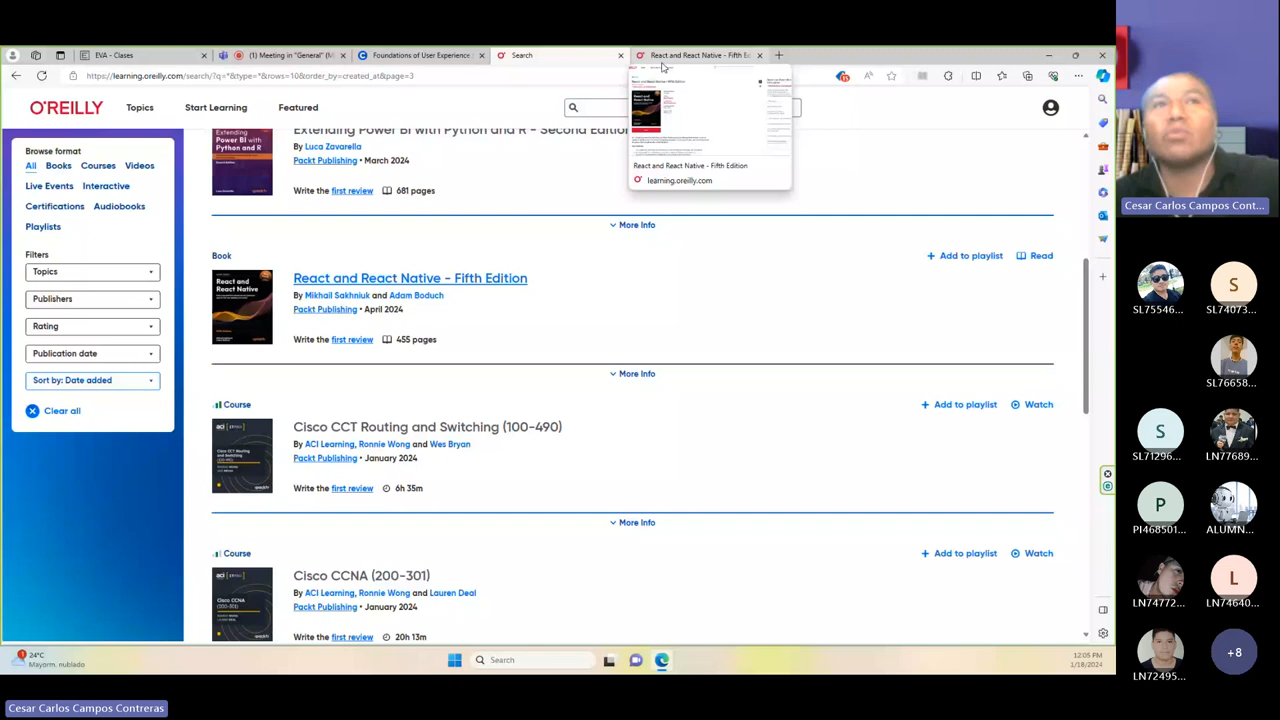 EVA - Clases
(1) Meeting in "General" (M
Foundations of User Experience
Search
React and React Native - Fifth Ec
https://learning.oreilly.com/search/?q=*&type=*&rows=10&order_by=created_at&page=3
O'REILLY
Topics
Start Learning
Featured
React and React Native - Fifth Edition
learning.oreilly.com
Browse formats
All
Books
Courses
Videos
Live Events
Interactive
Certifications
Audiobooks
Playlists
Filters
Topics
Publishers
Rating
Publication date
Sort by: Date added
Clear all
Extending Power BI with Python and R - Second Edition
By Luca Zavarella
Packt Publishing • March 2024
Write the first review
681 pages
More Info
Book
Add to playlist
Read
React and React Native - Fifth Edition
By Mikhail Sakhniuk and Adam Boduch
Packt Publishing • April 2024
Write the first review
455 pages
More Info
Course
Add to playlist
Watch
Cisco CCT Routing and Switching (100-490)
By ACI Learning, Ronnie Wong and Wes Bryan
Packt Publishing • January 2024
Write the first review
6h 35m
More Info
Course
Add to playlist
Watch
Cisco CCNA (200-301)
By ACI Learning, Ronnie Wong and Lauren Deal
Packt Publishing • January 2024
Write the first review
20h 13m
24°C
Mayorm. nublado
Search
12:05 PM
1/18/2024
Cesar Carlos Campos Cont...
SL75546...
S
SL74073...
SL76658...
S
SL71296...
LN77689...
P
PI468501...
ALUMN...
LN74772...
L
LN74640...
LN72495...
+8
Cesar Carlos Campos Contreras